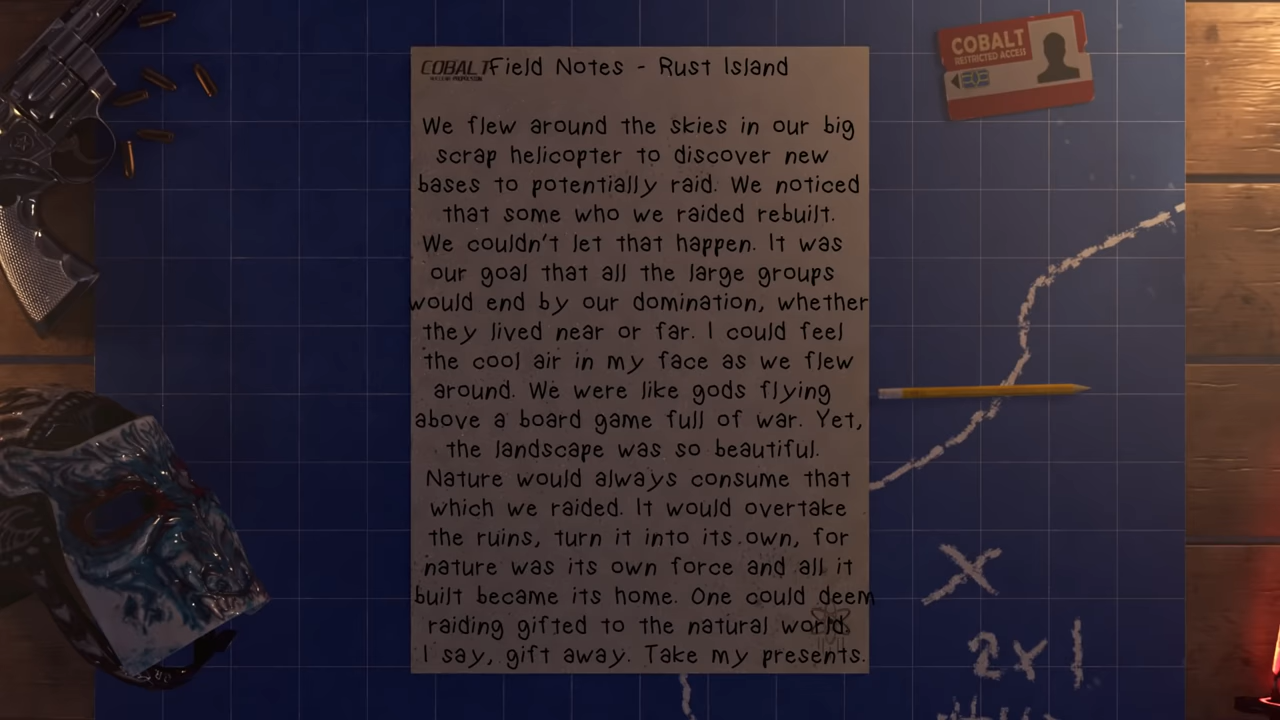 COBALT
Field Notes - Rust Island
We flew around the skies in our big
scrap helicopter to discover new
bases to potentially raid. We noticed
that some who we raided rebuilt.
We couldn't let that happen. It was
our goal that all the large groups
would end by our domination, whether
they lived near or far. I could feel
the cool air in my face as we flew
around. We were like gods flying
above a board game full of war. Yet,
the landscape was so beautiful.
Nature would always consume that
which we raided. It would overtake
the ruins, turn it into its own, for
nature was its own force and all it
built became its home. One could deem
raiding gifted to the natural world.
I say, gift away. Take my presents.
COBALT
RESTRICTED ACCESS
X
2x1